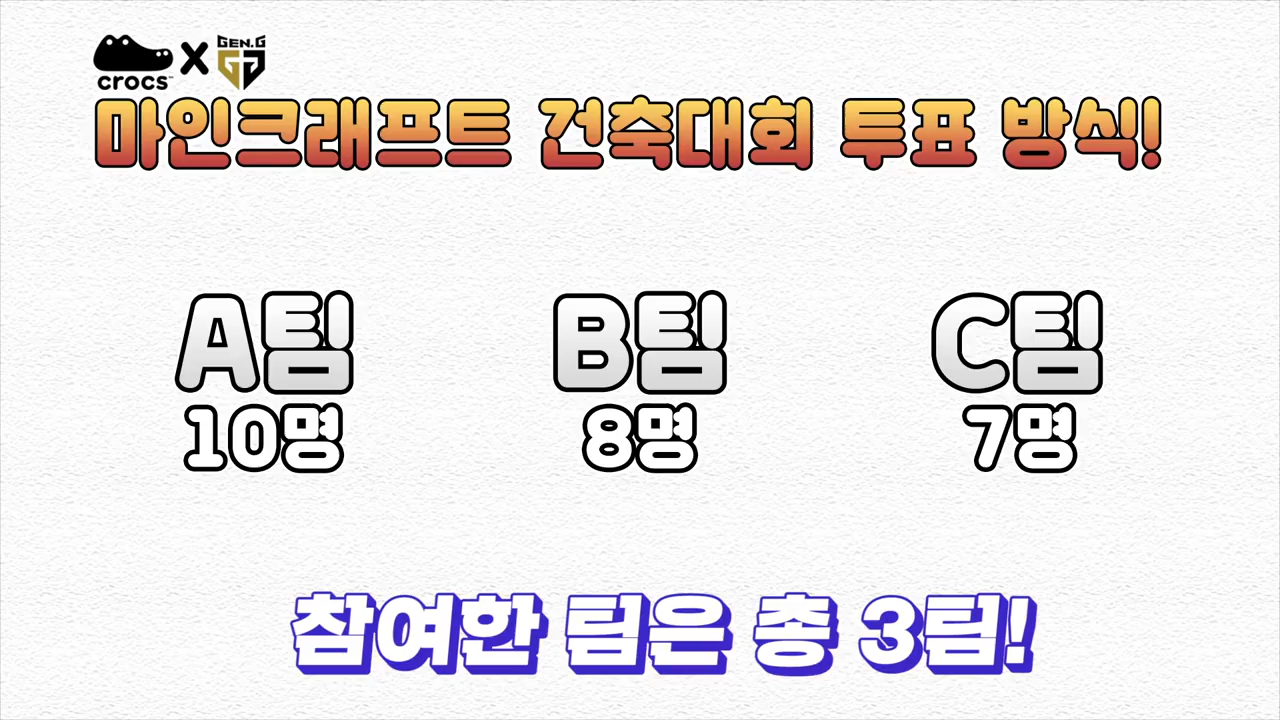 crocs™ X GEN.G
마인크래프트 건축대회 투표 방식!
A팀 B팀 C팀
10명 8명 7명
참여한 팀은 총 3팀!